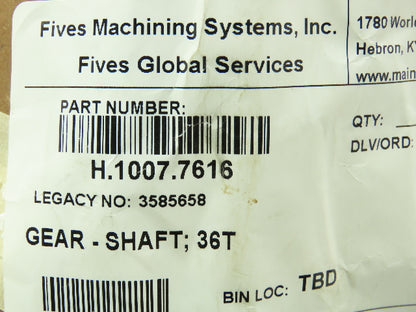 Fives Machining Systems, Inc.
Fives Global Services
1780 World
Hebron, KY
www.main
PART NUMBER:
H.1007.7616
QTY:
DLV/ORD:
LEGACY NO: 3585658
GEAR - SHAFT; 36T
BIN LOC: TBD